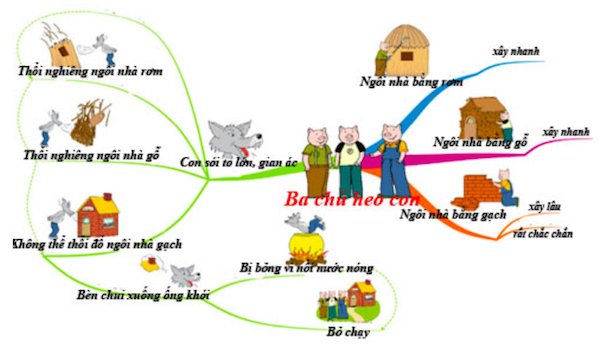 xây nhanh
Thổi nghiêng ngôi nhà rơm
Ngôi nhà bằng rơm
xây nhanh
Thổi nghiêng ngôi nhà gỗ
Con sói to lớn, gian ác
Ngôi nhà bằng gỗ
Ba chú heo con
Ngôi nhà bằng gạch
xây lâu
rất chắc chắn
Không thể thổi đổ ngôi nhà gạch
Bèn chui xuống ống khói
Bị bỏng vì nồi nước nóng
Bỏ chạy